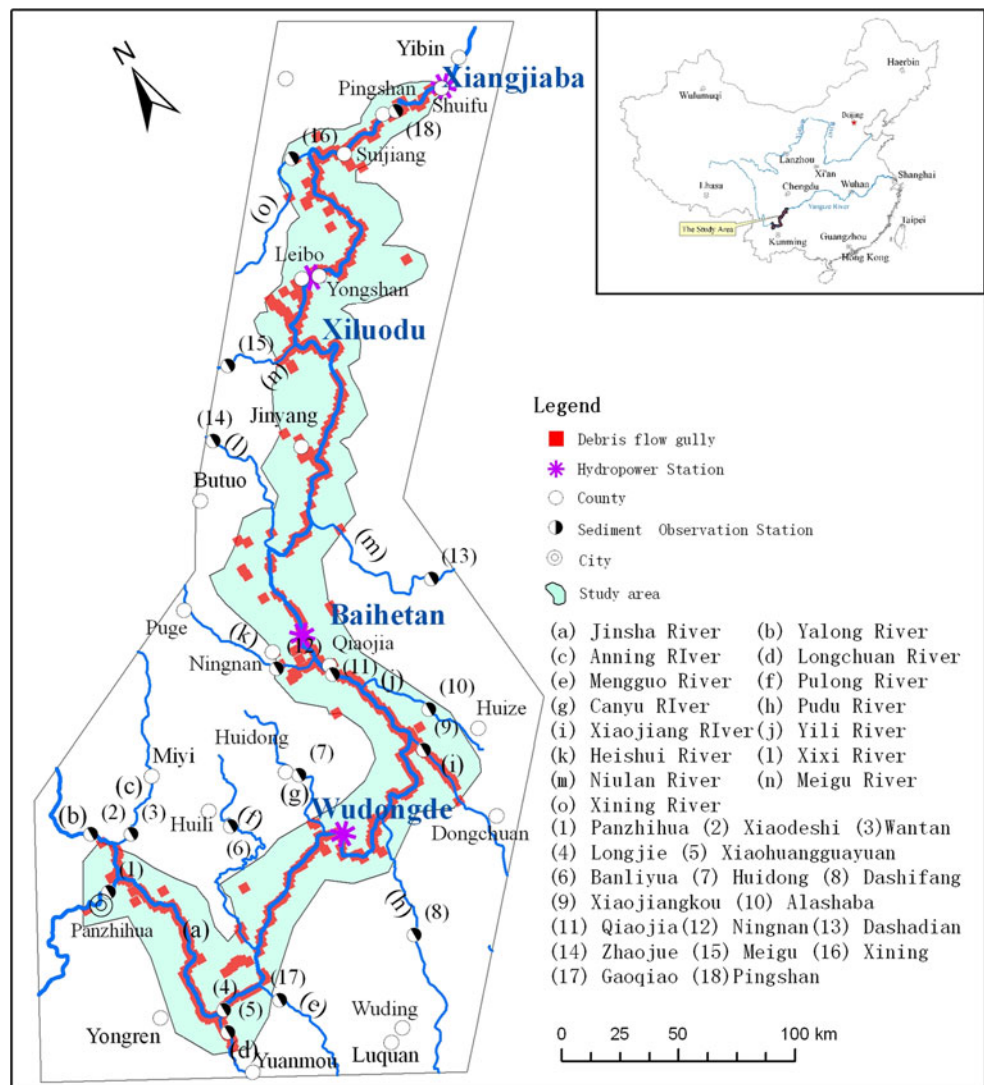 N
Yibin
Xiangjiaba
Pingshan
Shuifu
(18)
(16)
Suijiang
(o)
Leibo
Yongshan
Xiluodu
(15)
(n)
Jinyang
(14)
(l)
Butuo
(m)
(13)
Baihetan
Puge
(k)
(12)
Qiaojia
Ningnan
(11)
(j)
(10)
Huize
Huidong
(9)
(7)
(i)
Miyi
(c)
(g)
Wudongde
Huili
(f)
Dongchuan
(b)
(2)
(3)
(6)
(1)
(h)
(8)
Panzhihua
(a)
(17)
(4)
(5)
(e)
Wuding
Yongren
Luquan
(d)
Yuanmou
Haerbin
Wulumuqi
Beijing
Lanzhou
Xi'an
Shanghai
Lhasa
Chengdu
Wuhan
Yangtze River
The Study Area
Taipei
Kunming
Guangzhou
Hong Kong
Legend
Debris flow gully
Hydropower Station
County
Sediment Observation Station
City
Study area
(a) Jinsha River (b) Yalong River
(c) Anning RIver (d) Longchuan River
(e) Mengguo River (f) Pulong River
(g) Canyu RIver (h) Pudu River
(i) Xiaojiang RIver (j) Yili River
(k) Heishui River (l) Xixi River
(m) Niulan River (n) Meigu River
(o) Xining River
(1) Panzhihua (2) Xiaodeshi (3)Wantan
(4) Longjie (5) Xiaohuangguayuan
(6) Banliyua (7) Huidong (8) Dashifang
(9) Xiaojiangkou (10) Alashaba
(11) Qiaojia(12) Ningnan(13) Dashadian
(14) Zhaojue (15) Meigu (16) Xining
(17) Gaoqiao (18)Pingshan
0 25 50 100 km